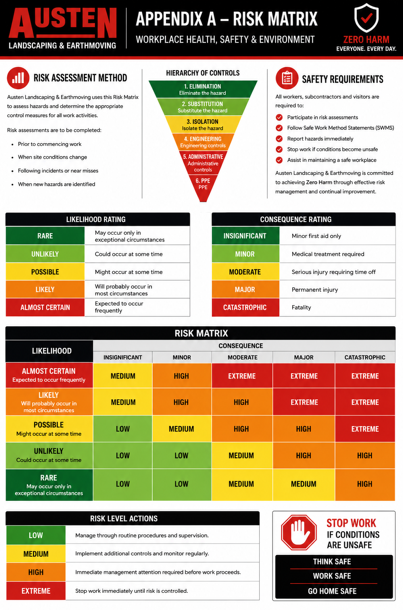 AUSTEN
LANDSCAPING & EARTHMOVING
APPENDIX A – RISK MATRIX
WORKPLACE HEALTH, SAFETY & ENVIRONMENT
ZERO HARM
EVERYONE. EVERY DAY.
RISK ASSESSMENT METHOD
Austen Landscaping & Earthmoving uses this Risk Matrix
to assess hazards and determine the appropriate
control measures for all work activities.
Risk assessments are to be completed:
• Prior to commencing work
• When site conditions change
• Following incidents or near misses
• When new hazards are identified
HIERARCHY OF CONTROLS
1. ELIMINATION
Eliminate the hazard
2. SUBSTITUTION
Substitute the hazard
3. ISOLATION
Isolate the hazard
4. ENGINEERING
Engineering controls
5. ADMINISTRATIVE
Administrative
controls
6. PPE
PPE
SAFETY REQUIREMENTS
All workers, subcontractors and visitors are
required to:
Participate in risk assessments
Follow Safe Work Method Statements (SWMS)
Report hazards immediately
Stop work if conditions become unsafe
Assist in maintaining a safe workplace
Austen Landscaping & Earthmoving is committed
to achieving Zero Harm through effective risk
management and continual improvement.
LIKELIHOOD RATING
RARE May occur only in
exceptional circumstances
UNLIKELY Could occur at some time
POSSIBLE Might occur at some time
LIKELY Will probably occur in
most circumstances
ALMOST CERTAIN Expected to occur
frequently
CONSEQUENCE RATING
INSIGNIFICANT Minor first aid only
MINOR Medical treatment required
MODERATE Serious injury requiring time off
MAJOR Permanent injury
CATASTROPHIC Fatality
RISK MATRIX
LIKELIHOOD
CONSEQUENCE
INSIGNIFICANT MINOR MODERATE MAJOR CATASTROPHIC
ALMOST CERTAIN
Expected to occur frequently
MEDIUM HIGH EXTREME EXTREME EXTREME
LIKELY
Will probably occur in
most circumstances
MEDIUM HIGH HIGH EXTREME EXTREME
POSSIBLE
Might occur at some time
LOW MEDIUM HIGH HIGH EXTREME
UNLIKELY
Could occur at some time
LOW LOW MEDIUM HIGH HIGH
RARE
May occur only in
exceptional circumstances
LOW LOW MEDIUM MEDIUM HIGH
RISK LEVEL ACTIONS
LOW Manage through routine procedures and supervision.
MEDIUM Implement additional controls and monitor regularly.
HIGH Immediate management attention required before work proceeds.
EXTREME Stop work immediately until risk is controlled.
STOP WORK
IF CONDITIONS
ARE UNSAFE
THINK SAFE
WORK SAFE
GO HOME SAFE